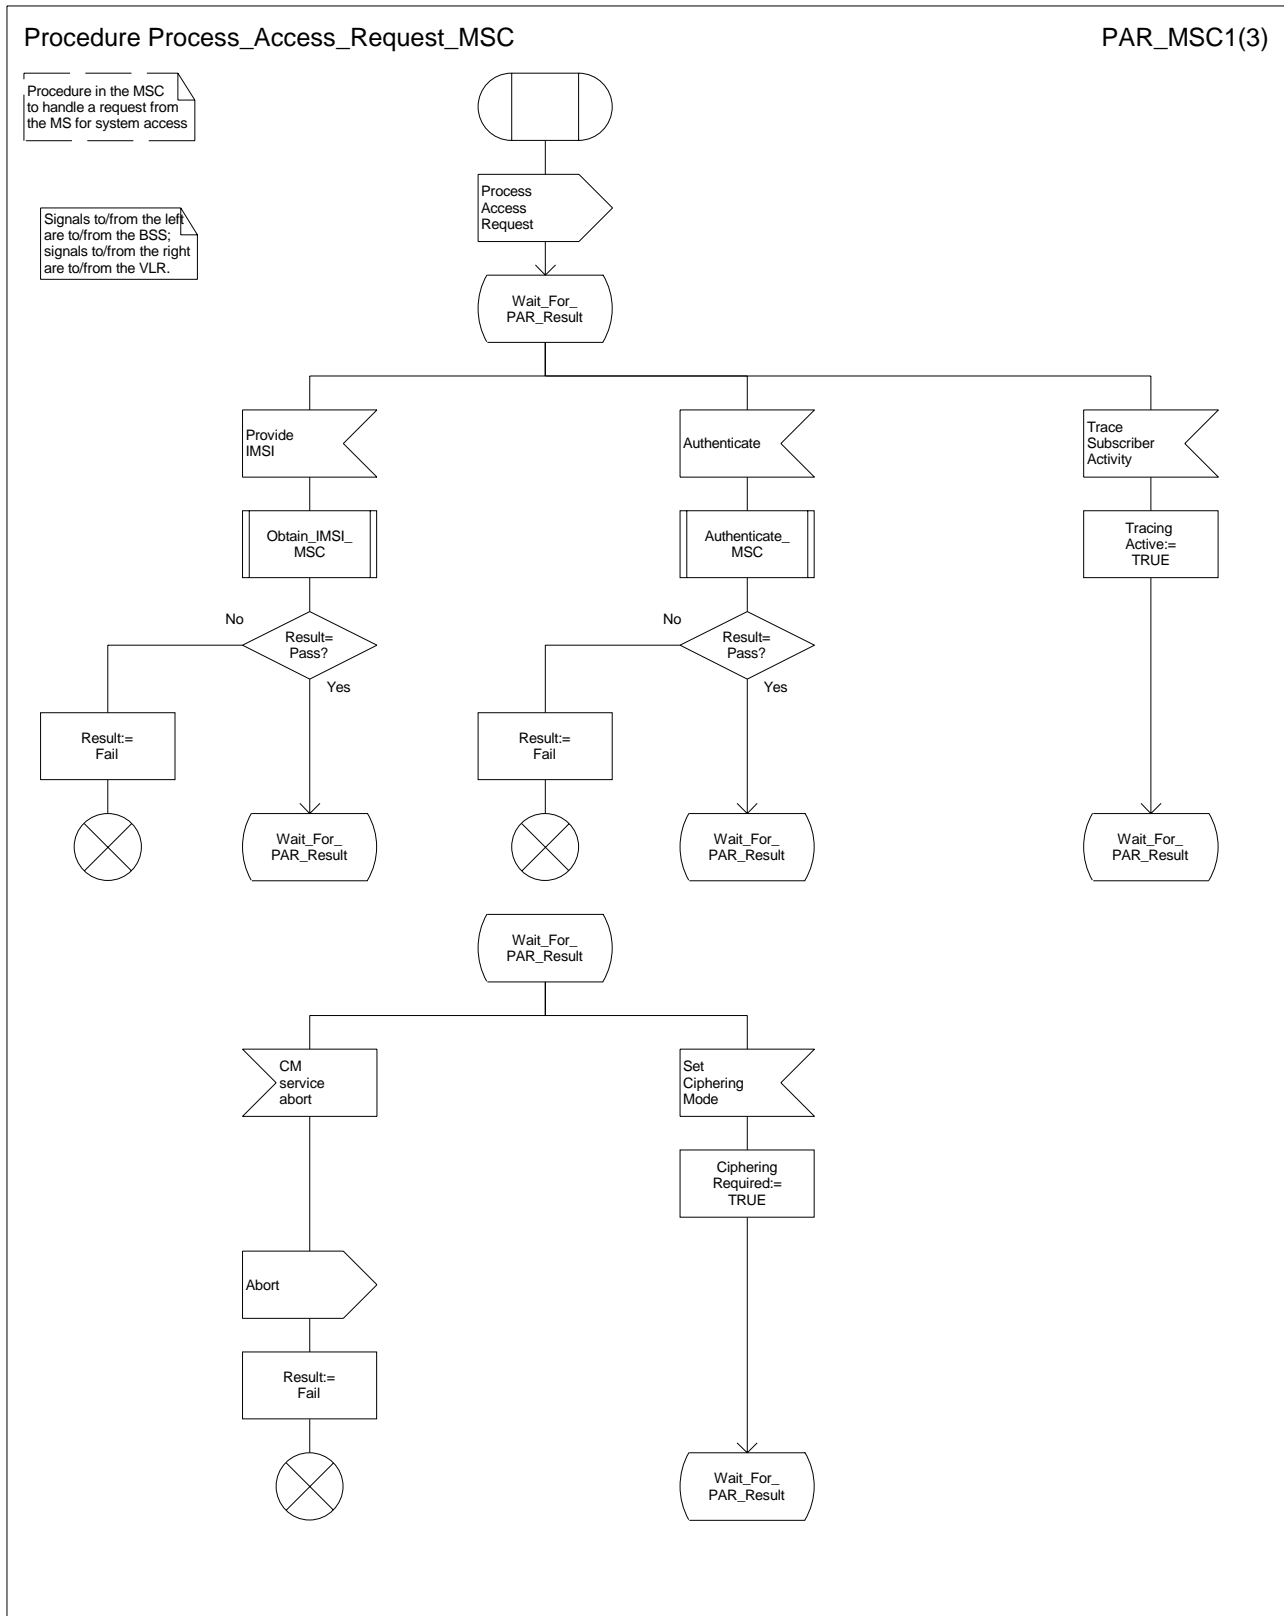 Procedure Process_Access_Request_MSC
PAR_MSC1(3)
Procedure in the MSC
to handle a request from
the MS for system access
Signals to/from the left
are to/from the BSS;
signals to/from the right
are to/from the VLR.
Process
Access
Request
Wait_For_
PAR_Result
Provide
IMSI
Authenticate
Trace
Subscriber
Activity
Obtain_IMSI_
MSC
Authenticate_
MSC
Tracing
Active:=
TRUE
No
Result=
Pass?
Yes
No
Result=
Pass?
Yes
Result:=
Fail
Result:=
Fail
Wait_For_
PAR_Result
Wait_For_
PAR_Result
Wait_For_
PAR_Result
Wait_For_
PAR_Result
CM
service
abort
Set
Ciphering
Mode
Ciphering
Required:=
TRUE
Abort
Result:=
Fail
Wait_For_
PAR_Result